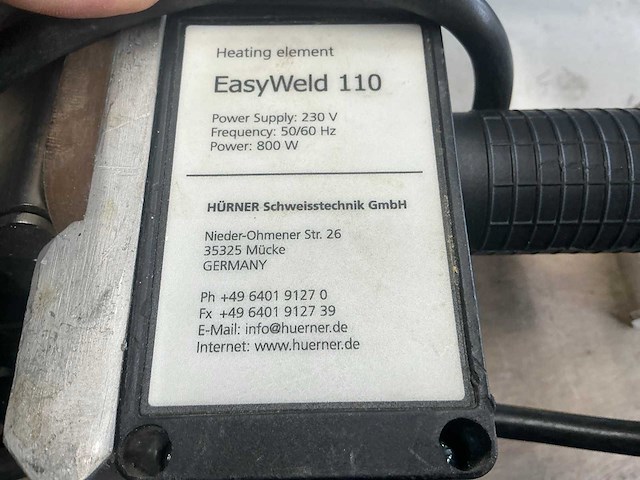 Heating element
EasyWeld 110
Power Supply: 230 V
Frequency: 50/60 Hz
Power: 800 W
HÜRNER Schweisstechnik GmbH
Nieder-Ohmener Str. 26
35325 Mücke
GERMANY
Ph +49 6401 9127 0
Fx +49 6401 9127 39
E-Mail: info@huerner.de
Internet: www.huerner.de